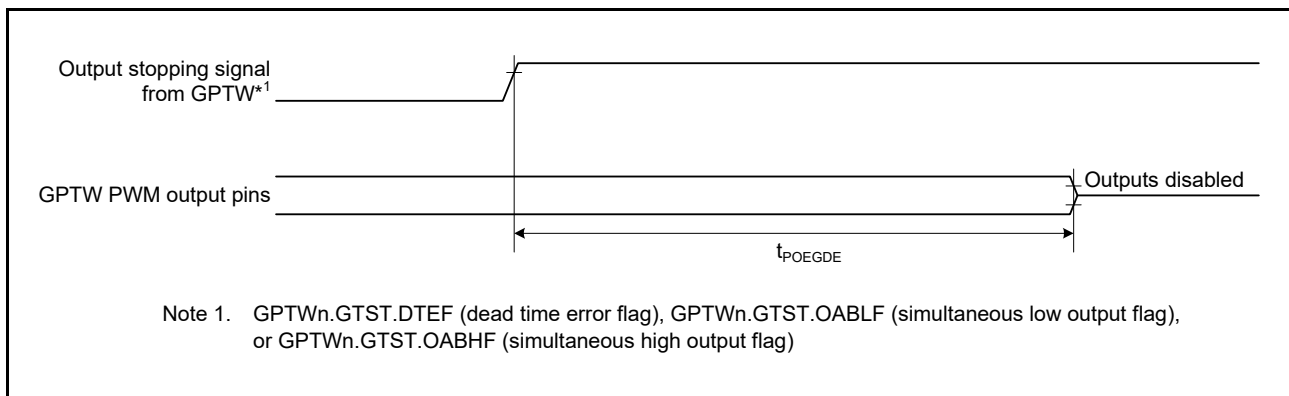 Output stopping signal
from GPTW*1
GPTW PWM output pins
Outputs disabled
tPOEGDE
Note 1. GPTWn.GTST.DTEF (dead time error flag), GPTWn.GTST.OABLF (simultaneous low output flag),
or GPTWn.GTST.OABHF (simultaneous high output flag)